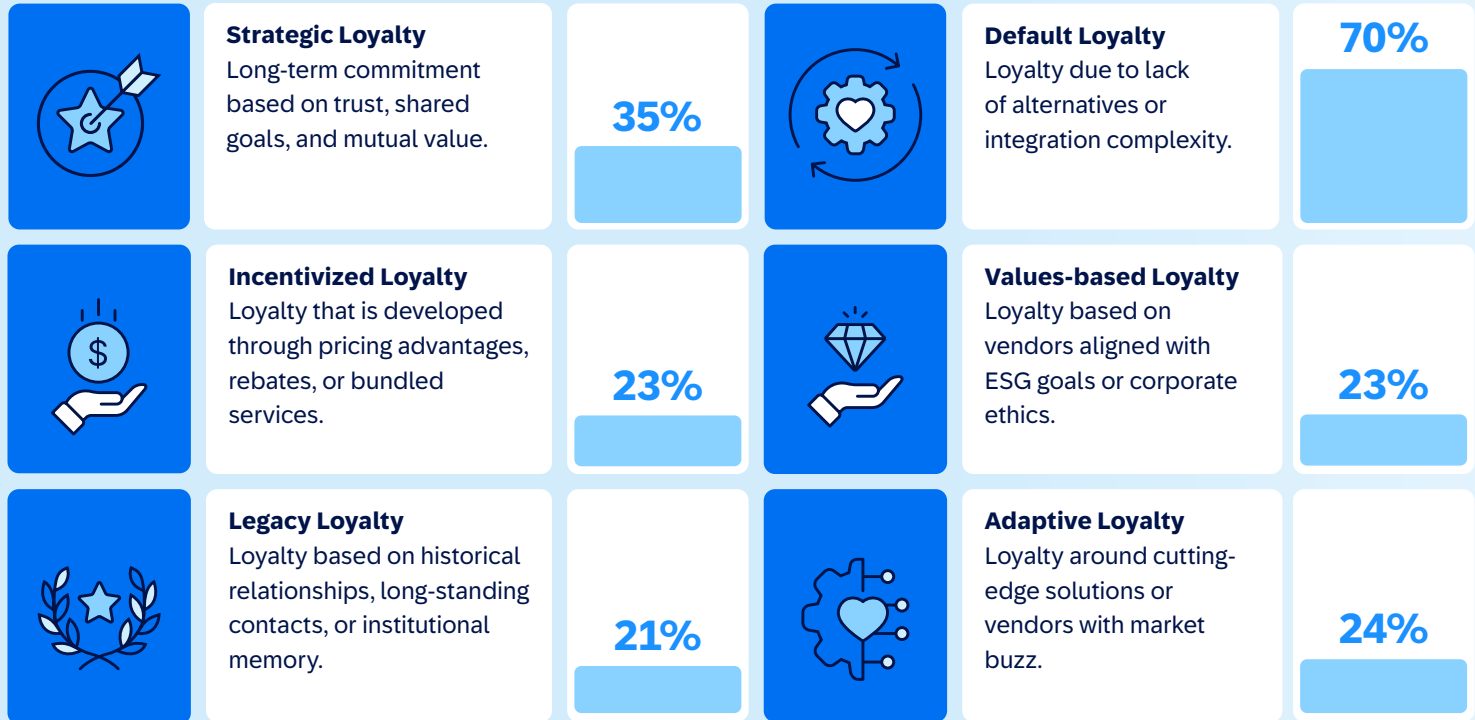 Strategic Loyalty
Long-term commitment
based on trust, shared
goals, and mutual value.
35%
Default Loyalty
Loyalty due to lack
of alternatives or
integration complexity.
70%
Incentivized Loyalty
Loyalty that is developed
through pricing advantages,
rebates, or bundled
services.
$
23%
Values-based Loyalty
Loyalty based on
vendors aligned with
ESG goals or corporate
ethics.
23%
Legacy Loyalty
Loyalty based on historical
relationships, long-standing
contacts, or institutional
memory.
21%
Adaptive Loyalty
Loyalty around cutting-
edge solutions or
vendors with market
buzz.
24%